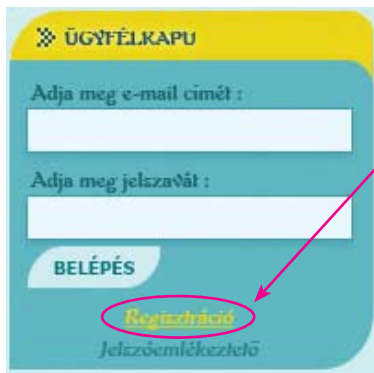 ÜGYFÉLKAPU
Adja meg e-mail címét :
Adja meg jelszavát :
BELÉPÉS
Regisztráció
Jelszóemlékeztető